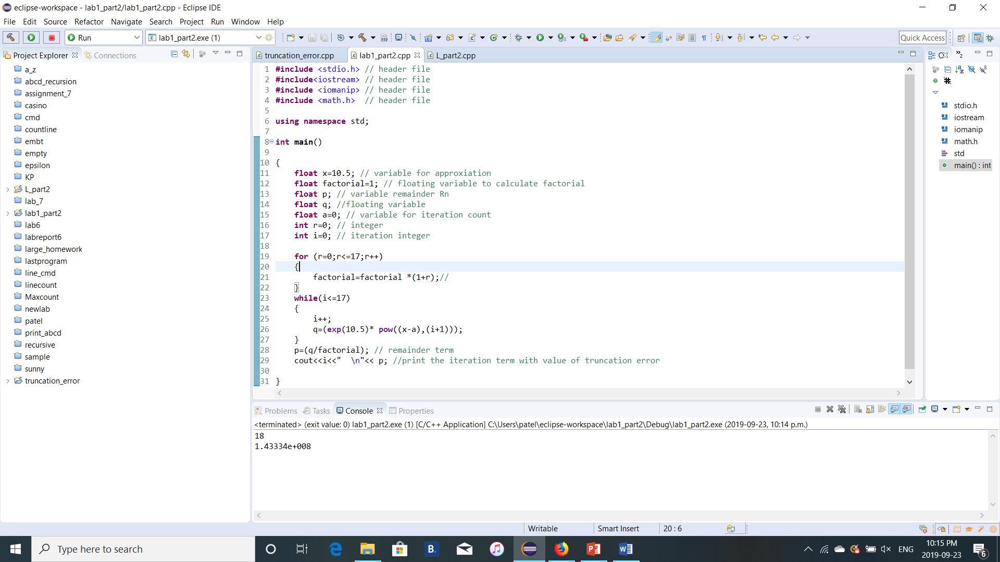 eclipse-workspace - lab1_part2/lab1_part2.cpp - Eclipse IDE
File Edit Source Refactor Navigate Search Project Run Window Help
Run lab1_part2.exe (1) Quick Access
Project Explorer Connections
a_z
abcd_recursion
assignment_7
casino
cmd
countline
embt
empty
epsilon
KP
L_part2
lab_7
lab1_part2
lab6
labreport6
large_homework
lastprogram
line_cmd
linecount
Maxcount
newlab
patel
print_abcd
recursive
sample
sunny
truncation_error
truncation_error.cpp lab1_part2.cpp L_part2.cpp
1 #include <stdio.h> // header file
2 #include<iostream> // header file
3 #include <iomanip> // header file
4 #include <math.h>  // header file
5
6 using namespace std;
7
8 int main()
9
10 {
11     float x=10.5; // variable for approxiation
12     float factorial=1; // floating variable to calculate factorial
13     float p; // variable remainder Rn
14     float q; //floating variable
15     float a=0; // variable for iteration count
16     int r=0; // integer
17     int i=0; // iteration integer
18
19     for (r=0;r<=17;r++)
20     {
21         factorial=factorial *(1+r);//
22     }
23     while(i<=17)
24     {
25         i++;
26         q=(exp(10.5)* pow((x-a),(i+1)));
27     }
28     p=(q/factorial); // remainder term
29     cout<<i<<"  \n"<< p; //print the iteration term with value of truncation error
30
31 }
»2
stdio.h
iostream
iomanip
math.h
std
main() : int
Problems Tasks Console Properties
<terminated> (exit value: 0) lab1_part2.exe (1) [C/C++ Application] C:\Users\patel\eclipse-workspace\lab1_part2\Debug\lab1_part2.exe (2019-09-23, 10:14 p.m.)
18
1.43334e+008
Writable Smart Insert 20 : 6
Type here to search
B.
ENG
10:15 PM
2019-09-23
6